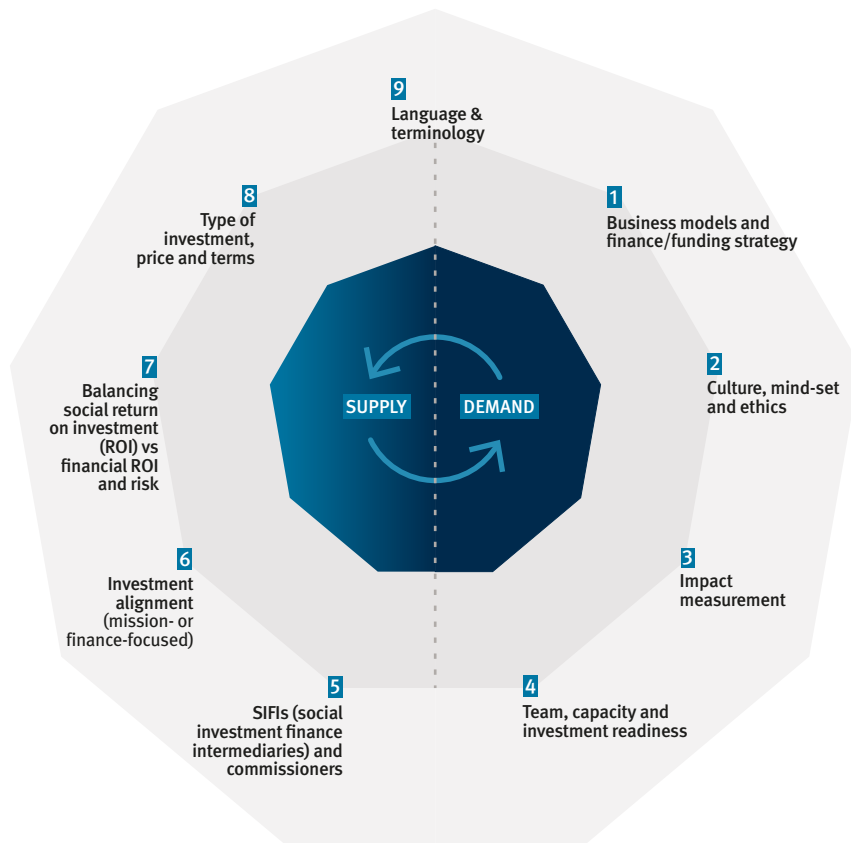 9
Language &
terminology
8
Type of
investment,
price and terms
1
Business models and
finance/funding strategy
7
Balancing
social return
on investment
(ROI) vs
financial ROI
and risk
SUPPLY
DEMAND
2
Culture, mind-set
and ethics
6
Investment
alignment
(mission- or
finance-focused)
3
Impact
measurement
5
SIFIs (social
investment finance
intermediaries) and
commissioners
4
Team, capacity and
investment readiness